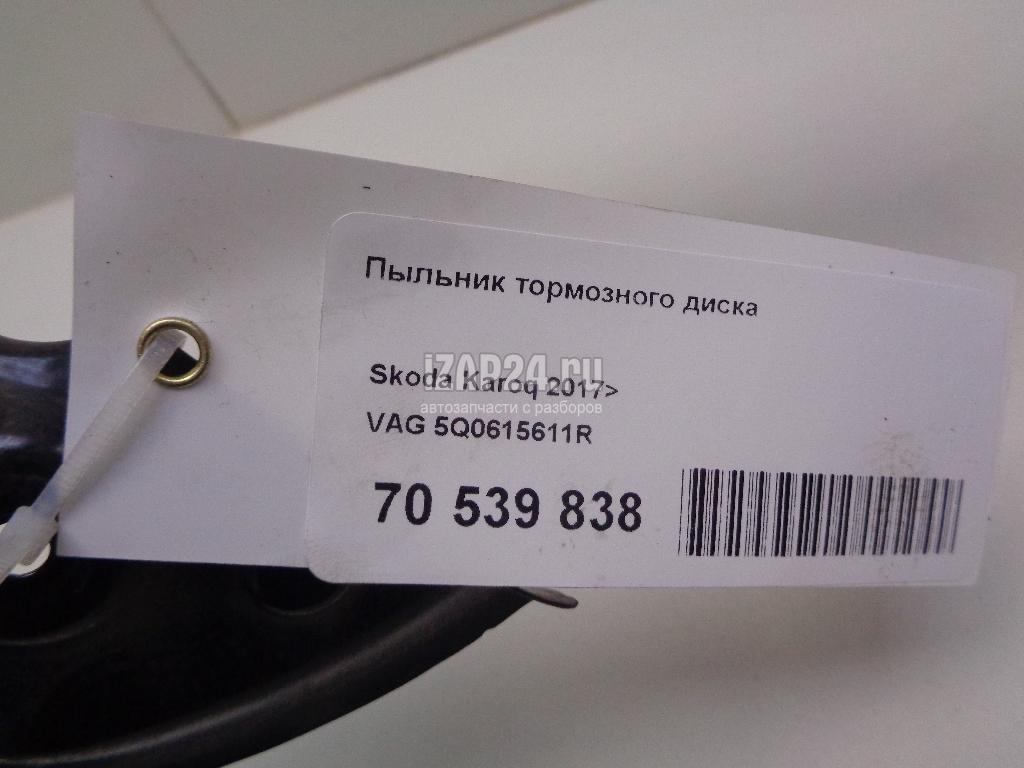 Пыльник тормозного диска
iZAP24.ru
Skoda Karoq 2017>
автозапчасти с разборов
VAG 5Q0615611R
70 539 838